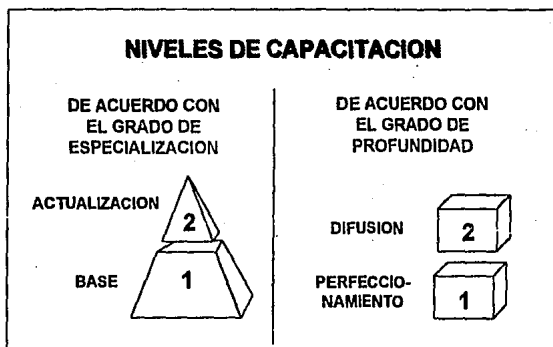 NIVELES DE CAPACITACION
DE ACUERDO CON
EL GRADO DE
ESPECIALIZACION
ACTUALIZACION
2
BASE
1
DE ACUERDO CON
EL GRADO DE
PROFUNDIDAD
DIFUSION
2
PERFECCIO-
NAMIENTO
1